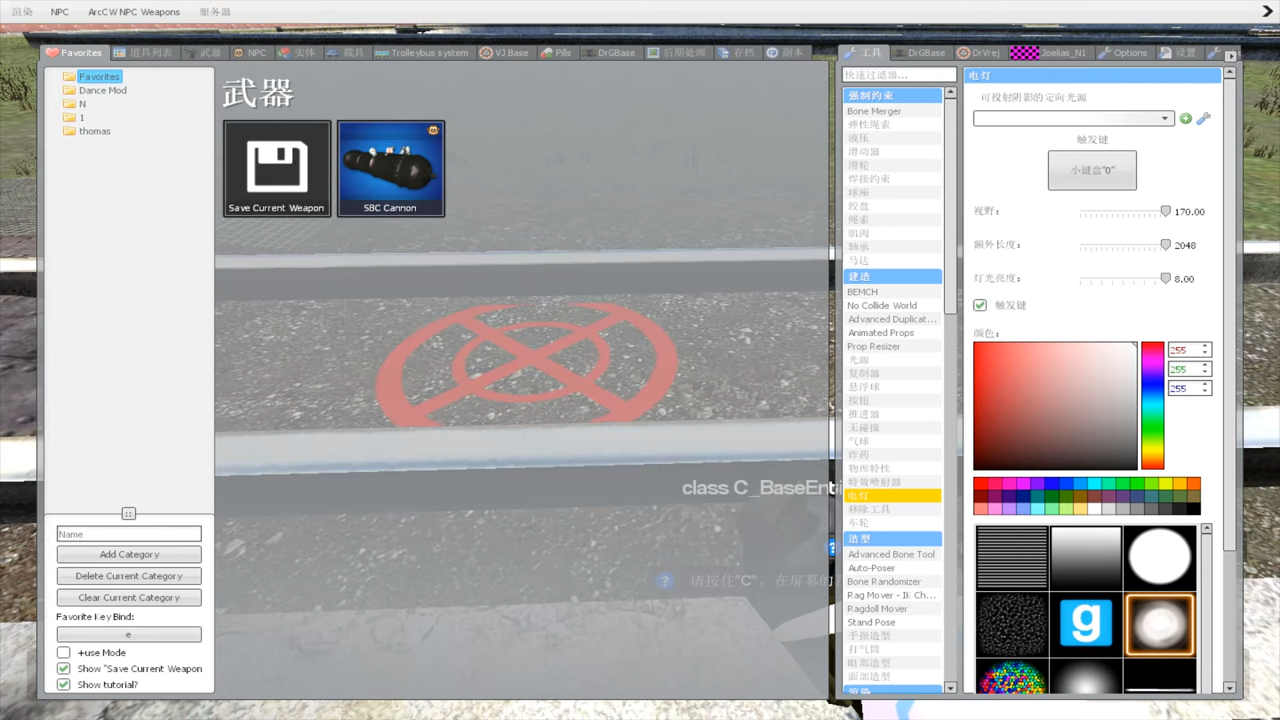 渲染 NPC ArcCW NPC Weapons 服务器
Favorites 道具列表 武器 NPC 实体 载具 Trolleybus system VJ Base Pills DrGBase 后期处理 存档 副本
工具 DrGBase DrVrej Joelias_N1 Options 设置
Favorites
Dance Mod
N
1
thomas
Name
Add Category
Delete Current Category
Clear Current Category
Favorite Key Bind:
e
+use Mode
Show "Save Current Weapon
Show tutorial?
武器
Save Current Weapon
SBC Cannon
class C_BaseEnti
请按住"C"，在屏幕的
快速过滤器...
强制约束
Bone Merger
弹性绳索
液压
滑动器
滑轮
焊接约束
球座
绞盘
绳索
肌肉
轴承
马达
建造
BEMCH
No Collide World
Advanced Duplicat...
Animated Props
Prop Resizer
光源
复制器
悬浮球
按钮
推进器
无碰撞
气球
炸药
物理特性
特效喷射器
电灯
移除工具
车轮
造型
Advanced Bone Tool
Auto-Poser
Bone Randomizer
Rag Mover - IK Ch...
Ragdoll Mover
Stand Pose
手指造型
打气筒
眼部造型
面部造型
渲染
电灯
可投射阴影的定向光源
触发键
小键盘"0"
视野: 170.00
额外长度: 2048
灯光亮度: 8.00
触发键
颜色:
255
255
255
g